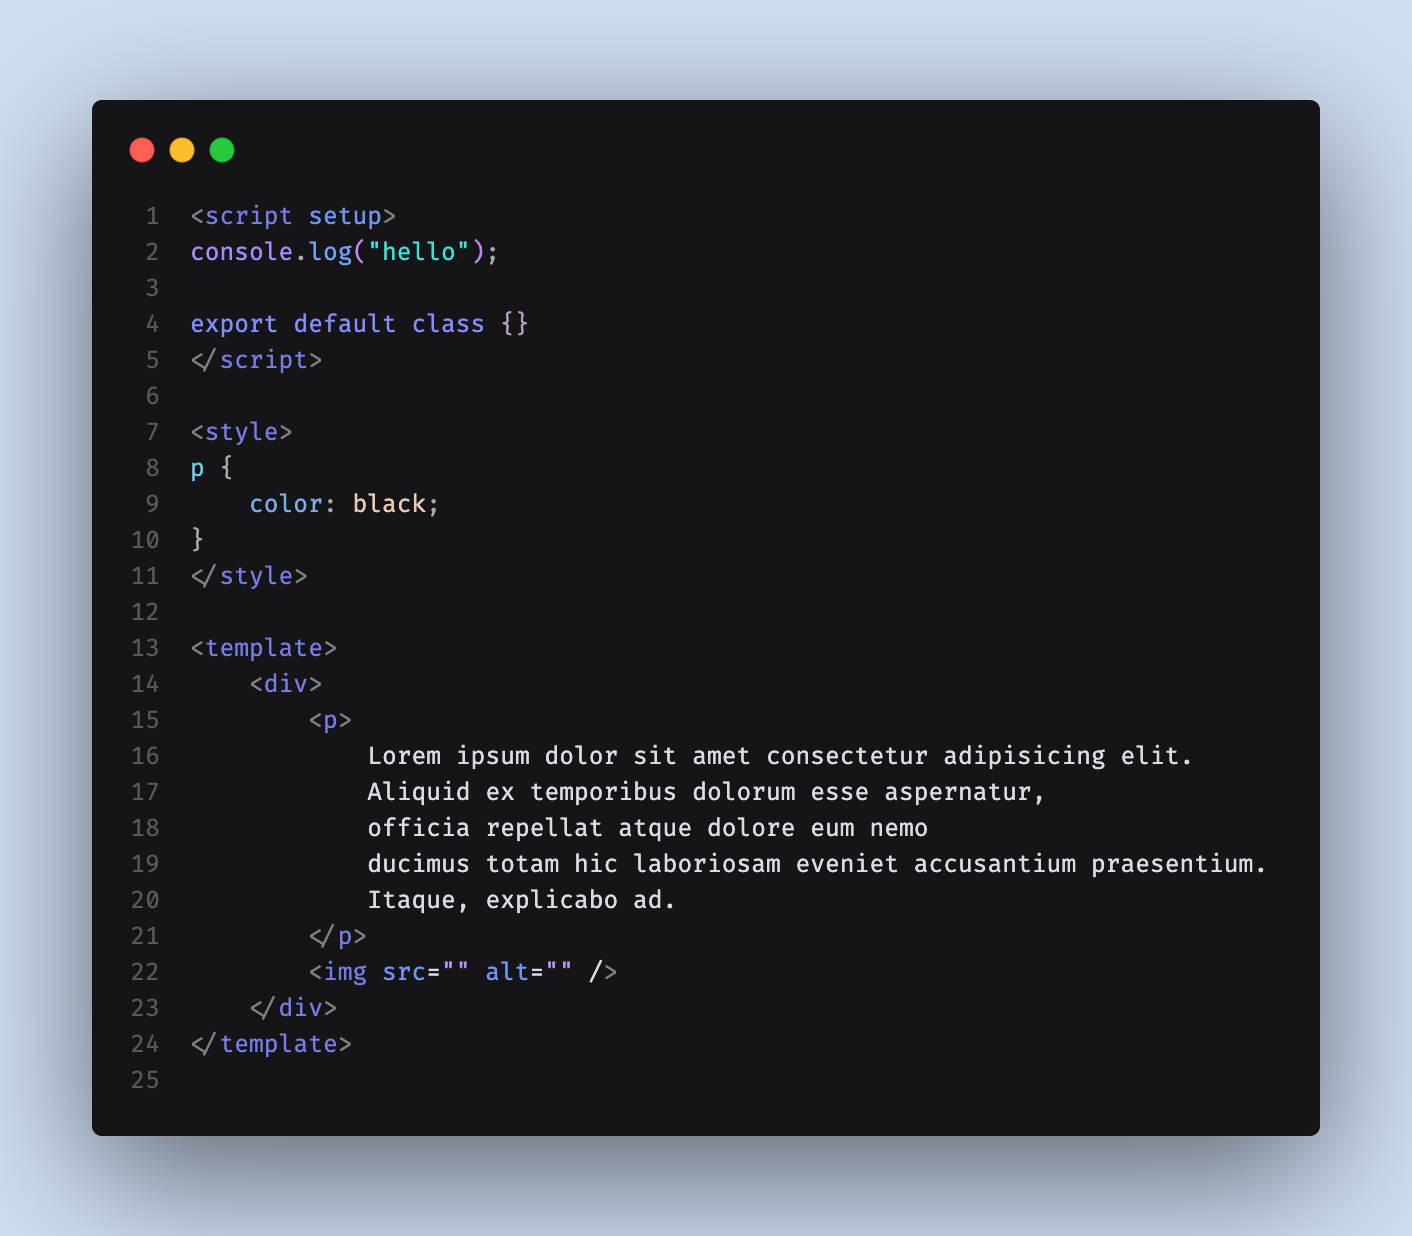 1 <script setup>
2 console.log("hello");
3
4 export default class {}
5 </script>
6
7 <style>
8 p {
9     color: black;
10 }
11 </style>
12
13 <template>
14     <div>
15         <p>
16             Lorem ipsum dolor sit amet consectetur adipisicing elit.
17             Aliquid ex temporibus dolorum esse aspernatur,
18             officia repellat atque dolore eum nemo
19             ducimus totam hic laboriosam eveniet accusantium praesentium.
20             Itaque, explicabo ad.
21         </p>
22         <img src="" alt="" />
23     </div>
24 </template>
25